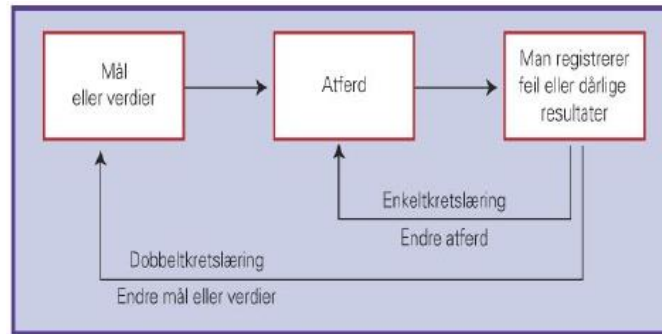 Mål
eller verdier
Atferd
Man registrerer
feil eller dårlige
resultater
Enkeltkretslæring
Endre atferd
Dobbeltkretslæring
Endre mål eller verdier